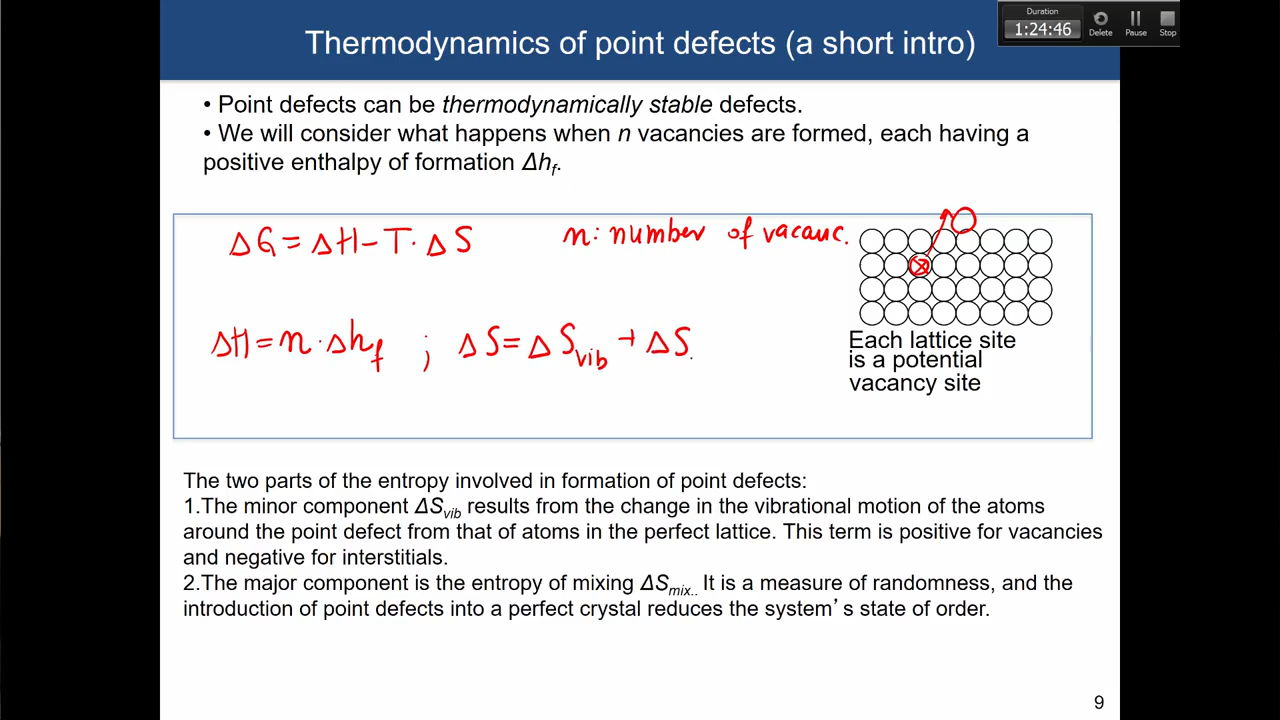 Thermodynamics of point defects (a short intro)
Duration
1:24:46
Delete Pause Stop
• Point defects can be thermodynamically stable defects.
• We will consider what happens when n vacancies are formed, each having a
positive enthalpy of formation Δhf.
ΔG = ΔH - T · ΔS
n: number of vacanc.
ΔH = n · Δhf ; ΔS = ΔSvib + ΔS
Each lattice site
is a potential
vacancy site
The two parts of the entropy involved in formation of point defects:
1.The minor component ΔSvib results from the change in the vibrational motion of the atoms
around the point defect from that of atoms in the perfect lattice. This term is positive for vacancies
and negative for interstitials.
2.The major component is the entropy of mixing ΔSmix.. It is a measure of randomness, and the
introduction of point defects into a perfect crystal reduces the system's state of order.
9